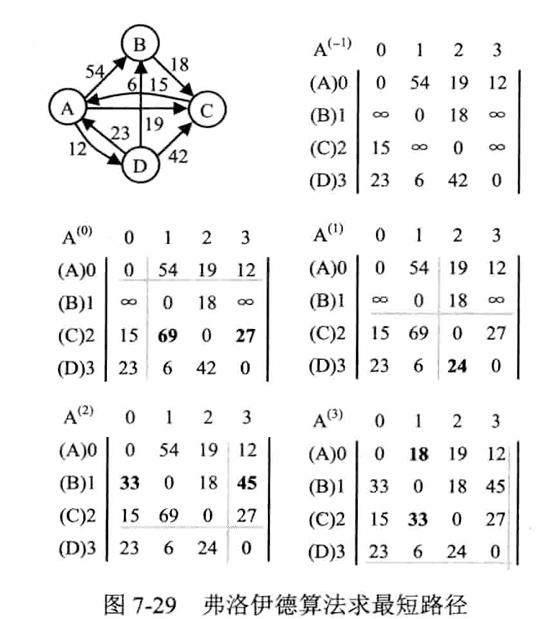 B
54
18
6
15
A
C
23
19
12
42
D
A(-1) 0 1 2 3
(A)0 0 54 19 12
(B)1 ∞ 0 18 ∞
(C)2 15 ∞ 0 ∞
(D)3 23 6 42 0
A(0) 0 1 2 3
(A)0 0 54 19 12
(B)1 ∞ 0 18 ∞
(C)2 15 69 0 27
(D)3 23 6 42 0
A(1) 0 1 2 3
(A)0 0 54 19 12
(B)1 ∞ 0 18 ∞
(C)2 15 69 0 27
(D)3 23 6 24 0
A(2) 0 1 2 3
(A)0 0 54 19 12
(B)1 33 0 18 45
(C)2 15 69 0 27
(D)3 23 6 24 0
A(3) 0 1 2 3
(A)0 0 18 19 12
(B)1 33 0 18 45
(C)2 15 33 0 27
(D)3 23 6 24 0
图 7-29 弗洛伊德算法求最短路径